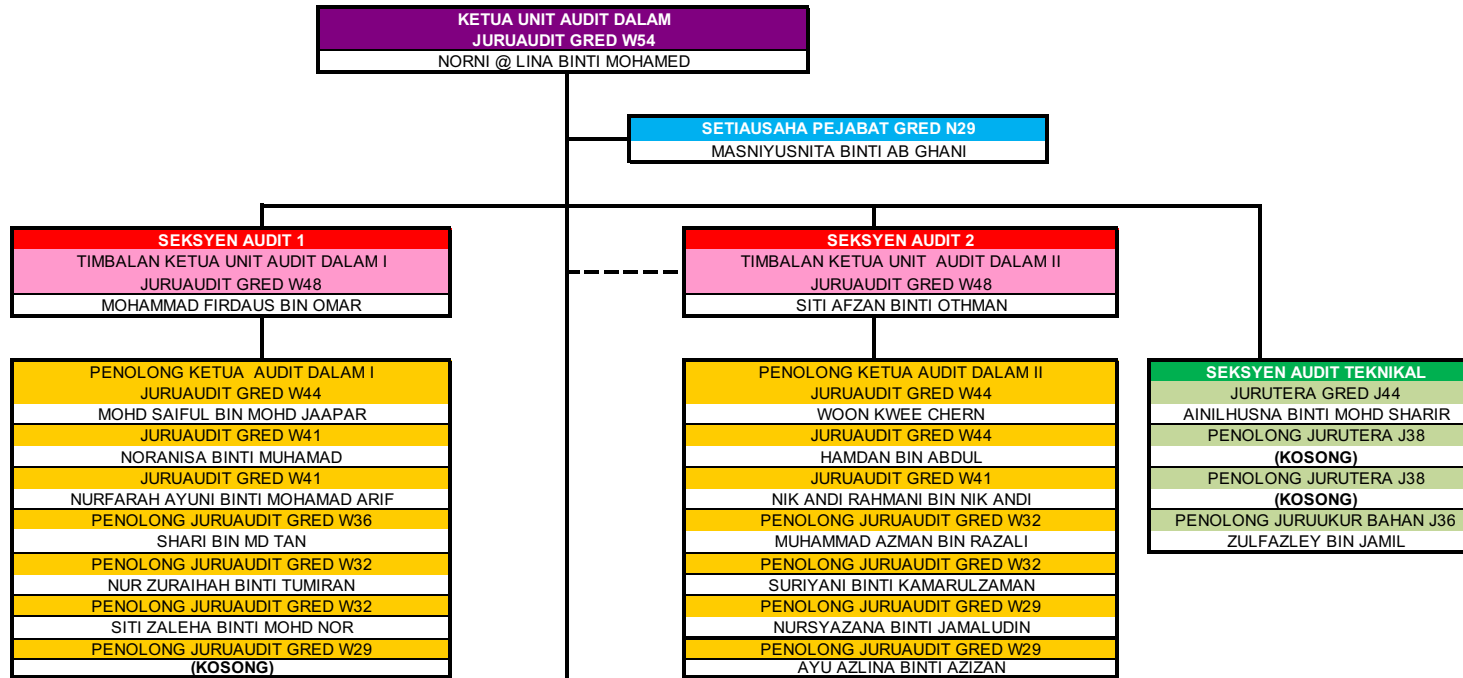 KETUA UNIT AUDIT DALAM
JURUAUDIT GRED W54
NORNI @ LINA BINTI MOHAMED
SETIAUSAHA PEJABAT GRED N29
MASNIYUSNITA BINTI AB GHANI
SEKSYEN AUDIT 1
TIMBALAN KETUA UNIT AUDIT DALAM I
JURUAUDIT GRED W48
MOHAMMAD FIRDAUS BIN OMAR
SEKSYEN AUDIT 2
TIMBALAN KETUA UNIT AUDIT DALAM II
JURUAUDIT GRED W48
SITI AFZAN BINTI OTHMAN
PENOLONG KETUA AUDIT DALAM I
JURUAUDIT GRED W44
MOHD SAIFUL BIN MOHD JAAPAR
JURUAUDIT GRED W41
NORANISA BINTI MUHAMAD
JURUAUDIT GRED W41
NURFARAH AYUNI BINTI MOHAMAD ARIF
PENOLONG JURUAUDIT GRED W36
SHARI BIN MD TAN
PENOLONG JURUAUDIT GRED W32
NUR ZURAIHAH BINTI TUMIRAN
PENOLONG JURUAUDIT GRED W32
SITI ZALEHA BINTI MOHD NOR
PENOLONG JURUAUDIT GRED W29
(KOSONG)
PENOLONG KETUA AUDIT DALAM II
JURUAUDIT GRED W44
WOON KWEE CHERN
JURUAUDIT GRED W44
HAMDAN BIN ABDUL
JURUAUDIT GRED W41
NIK ANDI RAHMANI BIN NIK ANDI
PENOLONG JURUAUDIT GRED W32
MUHAMMAD AZMAN BIN RAZALI
PENOLONG JURUAUDIT GRED W32
SURIYANI BINTI KAMARULZAMAN
PENOLONG JURUAUDIT GRED W29
NURSYAZANA BINTI JAMALUDIN
PENOLONG JURUAUDIT GRED W29
AYU AZLINA BINTI AZIZAN
SEKSYEN AUDIT TEKNIKAL
JURUTERA GRED J44
AINILHUSNA BINTI MOHD SHARIR
PENOLONG JURUTERA J38
(KOSONG)
PENOLONG JURUTERA J38
(KOSONG)
PENOLONG JURUUKUR BAHAN J36
ZULFAZLEY BIN JAMIL